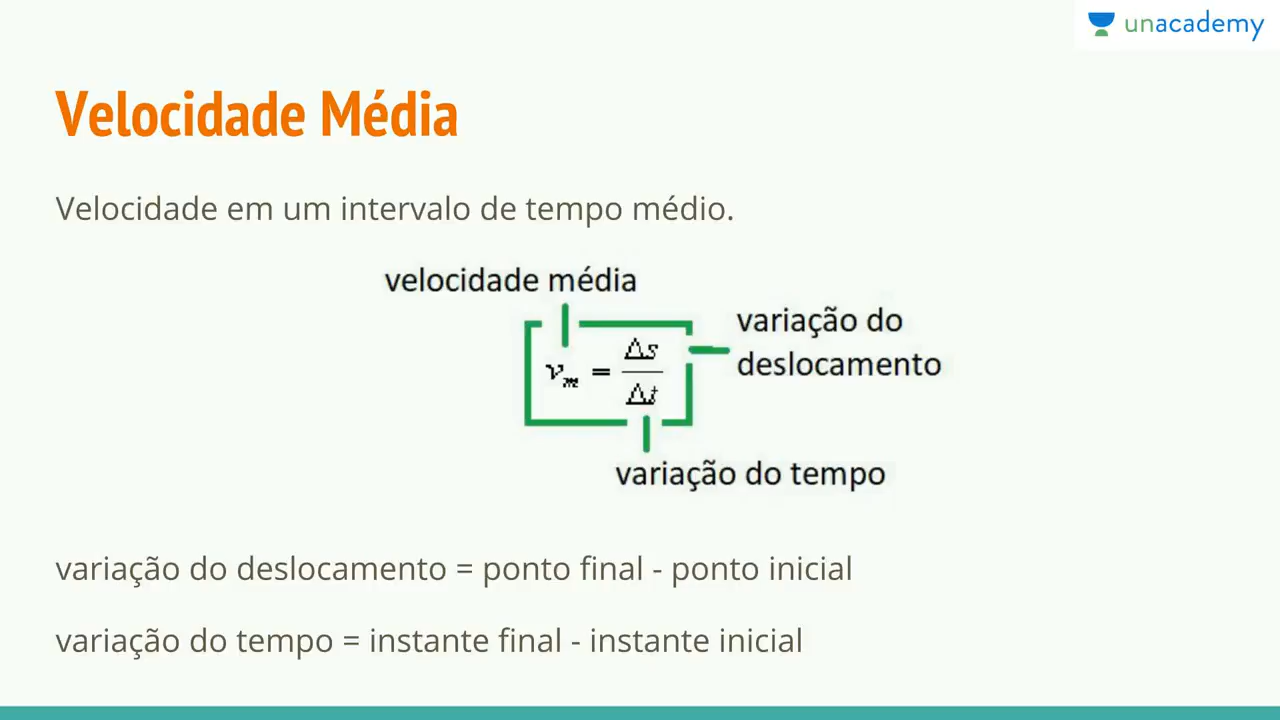 unacademy
Velocidade Média
Velocidade em um intervalo de tempo médio.
velocidade média
variação do
deslocamento
v_m = Δs/Δt
variação do tempo
variação do deslocamento = ponto final - ponto inicial
variação do tempo = instante final - instante inicial